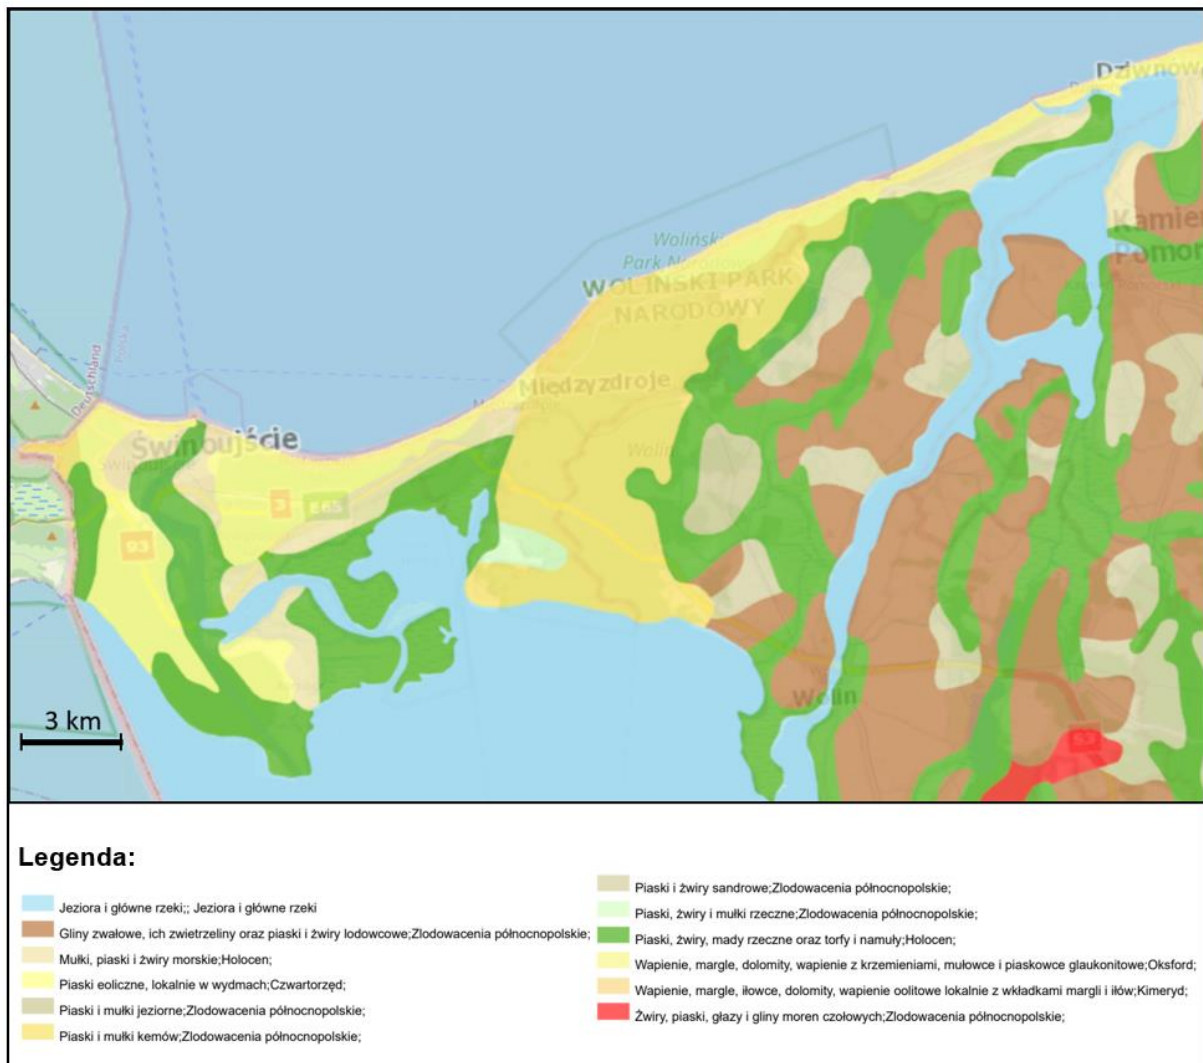 Dziwnow
Woliński
Park Narodowy
WOLIŃSKI PARK
NARODOWY
Kamień
Pomor
Polska
Deutschland
Międzyzdroje
Świnoujście
Wolin
3
E65
93
3 km
Wolin
S3
Legenda:
Jeziora i główne rzeki;; Jeziora i główne rzeki
Gliny zwałowe, ich zwietrzeliny oraz piaski i żwiry lodowcowe;Zlodowacenia północnopolskie;
Mułki, piaski i żwiry morskie;Holocen;
Piaski eoliczne, lokalnie w wydmach;Czwartorzęd;
Piaski i mułki jeziorne;Zlodowacenia północnopolskie;
Piaski i mułki kemów;Zlodowacenia północnopolskie;
Piaski i żwiry sandrowe;Zlodowacenia północnopolskie;
Piaski, żwiry i mułki rzeczne;Zlodowacenia północnopolskie;
Piaski, żwiry, mady rzeczne oraz torfy i namuły;Holocen;
Wapienie, margle, dolomity, wapienie z krzemieniami, mułowce i piaskowce glaukonitowe;Oksford;
Wapienie, margle, iłowce, dolomity, wapienie oolitowe lokalnie z wkładkami margli i iłów;Kimeryd;
Żwiry, piaski, głazy i gliny moren czołowych;Zlodowacenia północnopolskie;